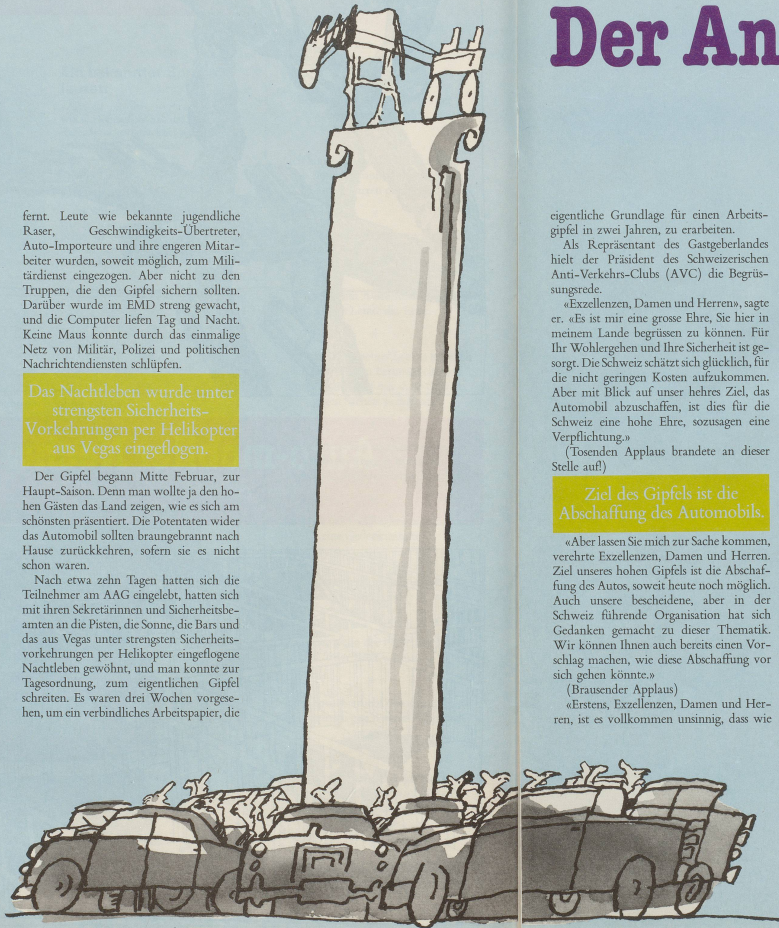 Der An
fernt. Leute wie bekannte jugendliche
Raser, Geschwindigkeits-Übertreter,
Auto-Importeure und ihre engeren Mitar-
beiter wurden, soweit möglich, zum Mili-
tärdienst eingezogen. Aber nicht zu den
Truppen, die den Gipfel sichern sollten.
Darüber wurde im EMD streng gewacht,
und die Computer liefen Tag und Nacht.
Keine Maus konnte durch das einmalige
Netz von Militär, Polizei und politischen
Nachrichtendiensten schlüpfen.
Das Nachtleben wurde unter
strengsten Sicherheits-
Vorkehrungen per Helikopter
aus Vegas eingeflogen.
Der Gipfel begann Mitte Februar, zur
Haupt-Saison. Denn man wollte ja den ho-
hen Gästen das Land zeigen, wie es sich am
schönsten präsentiert. Die Potentaten wider
das Automobil sollten braungebrannt nach
Hause zurückkehren, sofern sie es nicht
schon waren.
Nach etwa zehn Tagen hatten sich die
Teilnehmer am AAG eingelebt, hatten sich
mit ihren Sekretärinnen und Sicherheitsbe-
amten an die Pisten, die Sonne, die Bars und
das aus Vegas unter strengsten Sicherheits-
vorkehrungen per Helikopter eingeflogene
Nachtleben gewöhnt, und man konnte zur
Tagesordnung, zum eigentlichen Gipfel
schreiten. Es waren drei Wochen vorgese-
hen, um ein verbindliches Arbeitspapier, die
eigentliche Grundlage für einen Arbeits-
gipfel in zwei Jahren, zu erarbeiten.
Als Repräsentant des Gastgeberlandes
hielt der Präsident des Schweizerischen
Anti-Verkehrs-Clubs (AVC) die Begrüs-
sungsrede.
«Exzellenzen, Damen und Herren», sagte
er. «Es ist mir eine grosse Ehre, Sie hier in
meinem Lande begrüssen zu können. Für
Ihr Wohlergehen und Ihre Sicherheit ist ge-
sorgt. Die Schweiz schätzt sich glücklich, für
die nicht geringen Kosten aufzukommen.
Aber mit Blick auf unser hehres Ziel, das
Automobil abzuschaffen, ist dies für die
Schweiz eine hohe Ehre, sozusagen eine
Verpflichtung.»
(Tosenden Applaus brandete an dieser
Stelle auf!)
Ziel des Gipfels ist die
Abschaffung des Automobils.
«Aber lassen Sie mich zur Sache kommen,
verehrte Exzellenzen, Damen und Herren.
Ziel unseres hohen Gipfels ist die Abschaf-
fung des Autos, soweit heute noch möglich.
Auch unsere bescheidene, aber in der
Schweiz führende Organisation hat sich
Gedanken gemacht zu dieser Thematik.
Wir können Ihnen auch bereits einen Vor-
schlag machen, wie diese Abschaffung vor
sich gehen könnte.»
(Brausender Applaus)
«Erstens, Exzellenzen, Damen und Her-
ren, ist es vollkommen unsinnig, dass wie